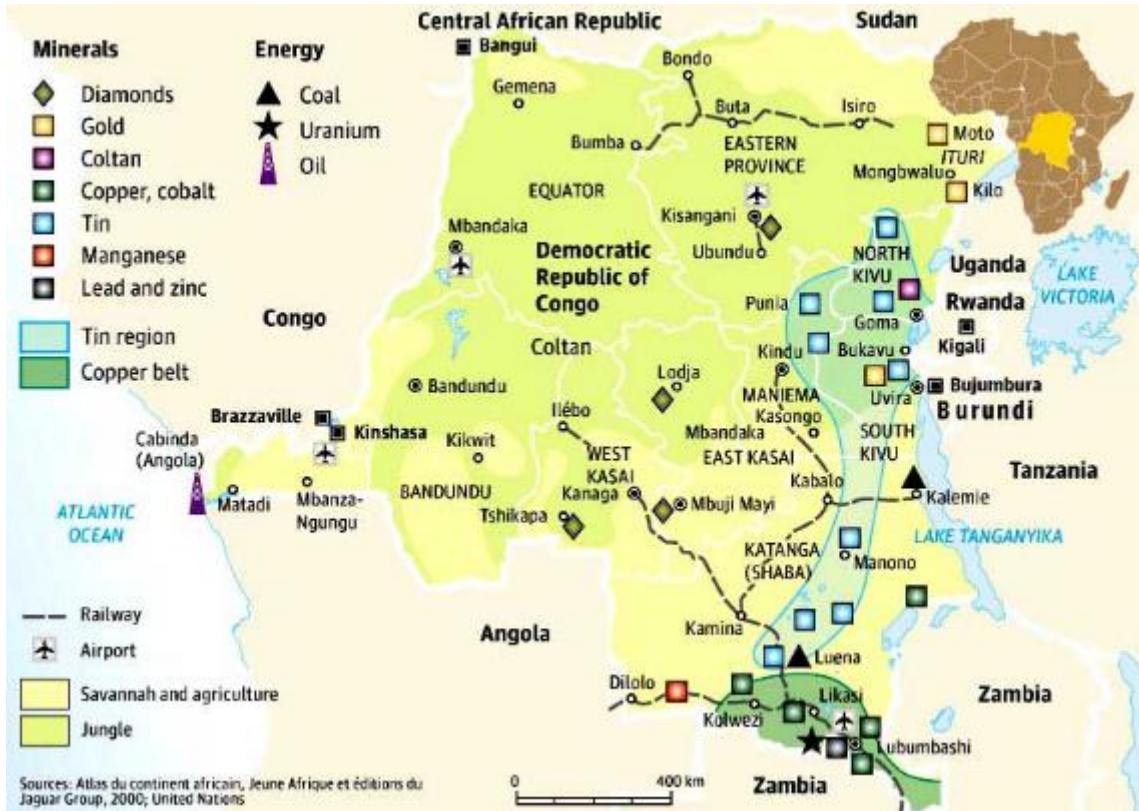 Central African Republic
Sudan
Minerals
Diamonds
Gold
Coltan
Copper, cobalt
Tin
Manganese
Lead and zinc
Tin region
Copper belt
Energy
Coal
Uranium
Oil
Bangui
Gemena
Bondo
Buta
Isiro
Bumba
EASTERN
PROVINCE
Moto
ITURI
Mongbwalu
Kilo
EQUATOR
Kisangani
Mbandaka
Ubundu
Democratic
Republic of
Congo
NORTH
KIVU
Uganda
LAKE
VICTORIA
Congo
Punia
Rwanda
Goma
Kigali
Coltan
Kindu
Bukavu
Bandundu
Lodja
MANIEMA
Uvira
Bujumbura
Burundi
Brazzaville
Kinshasa
Ilébo
Kasongo
Cabinda
(Angola)
Kikwit
WEST
KASAI
Mbandaka
EAST KASAI
SOUTH
KIVU
Tanzania
Matadi
Mbanza-
Ngungu
BANDUNDU
Kanaga
Tshikapa
Mbuji Mayi
Kabalo
Kalemie
ATLANTIC
OCEAN
LAKE TANGANYIKA
KATANGA
(SHABA)
Manono
Railway
Airport
Savannah and agriculture
Jungle
Angola
Kamina
Luena
Dilolo
Kolwezi
Likasi
Zambia
Lubumbashi
Zambia
0 400 km
Sources: Atlas du continent africain, Jeune Afrique et éditions du
Jaguar Group, 2000; United Nations